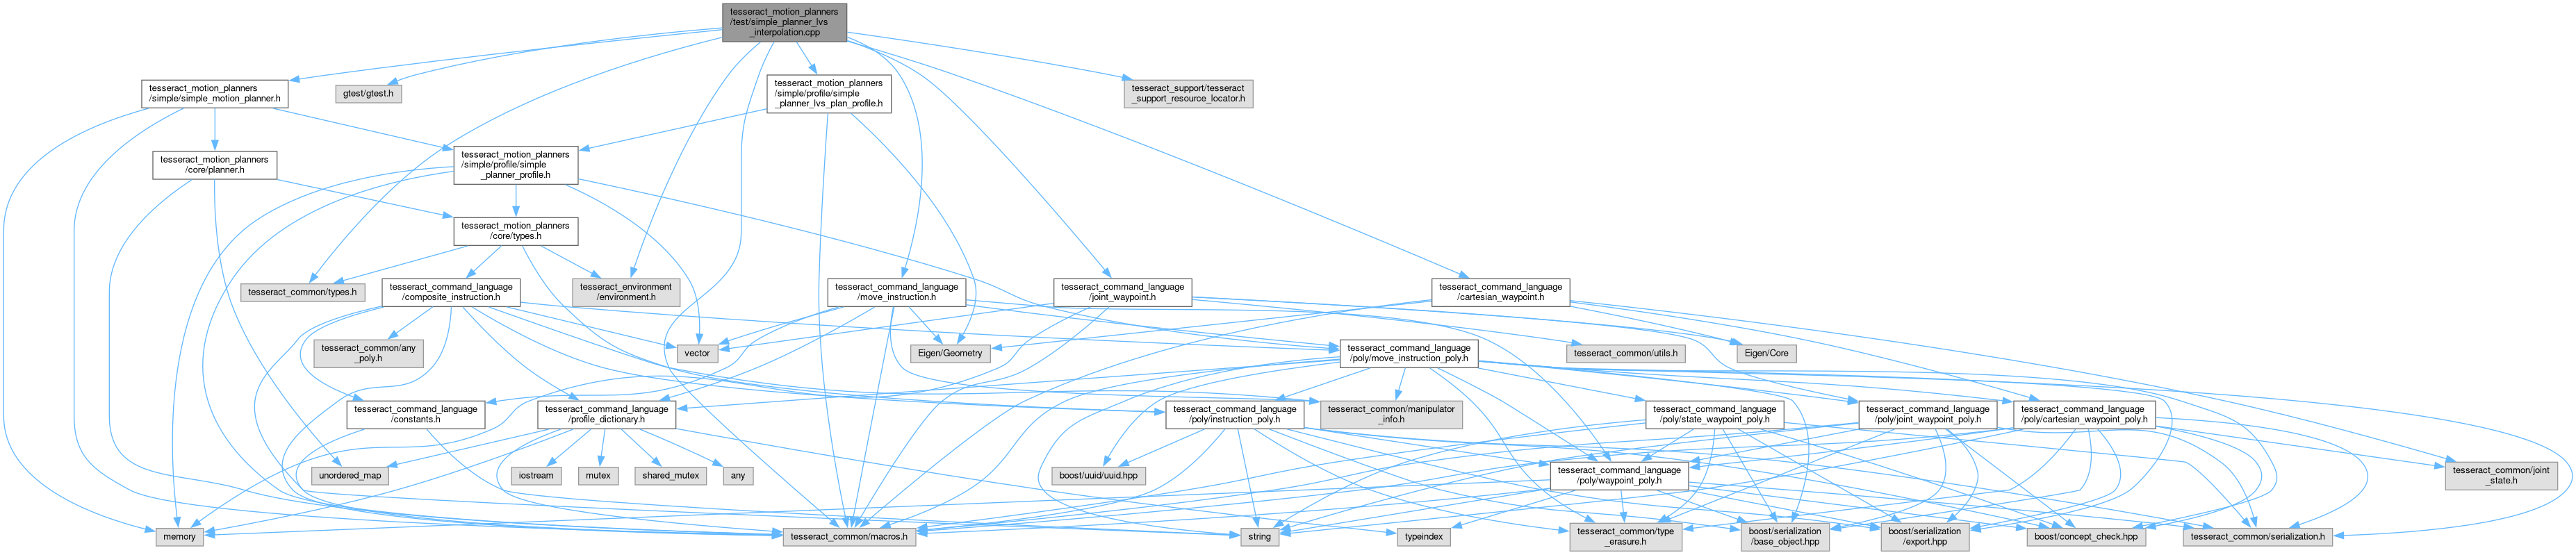 tesseract_motion_planners
/test/simple_planner_lvs
_interpolation.cpp
tesseract_motion_planners
/simple/simple_motion_planner.h
gtest/gtest.h
tesseract_motion_planners
/simple/profile/simple
_planner_lvs_plan_profile.h
tesseract_support/tesseract
_support_resource_locator.h
tesseract_motion_planners
/core/planner.h
tesseract_motion_planners
/simple/profile/simple
_planner_profile.h
tesseract_motion_planners
/core/types.h
tesseract_common/types.h
tesseract_command_language
/composite_instruction.h
tesseract_environment
/environment.h
tesseract_command_language
/move_instruction.h
tesseract_command_language
/joint_waypoint.h
tesseract_command_language
/cartesian_waypoint.h
tesseract_common/any
_poly.h
vector
Eigen/Geometry
tesseract_command_language
/poly/move_instruction_poly.h
tesseract_common/utils.h
Eigen/Core
tesseract_command_language
/constants.h
tesseract_command_language
/profile_dictionary.h
tesseract_common/manipulator
_info.h
tesseract_command_language
/poly/instruction_poly.h
tesseract_command_language
/poly/state_waypoint_poly.h
tesseract_command_language
/poly/joint_waypoint_poly.h
tesseract_command_language
/poly/cartesian_waypoint_poly.h
unordered_map
iostream
mutex
shared_mutex
any
boost/uuid/uuid.hpp
tesseract_command_language
/poly/waypoint_poly.h
tesseract_common/joint
_state.h
memory
tesseract_common/macros.h
string
typeindex
tesseract_common/type
_erasure.h
boost/serialization
/base_object.hpp
boost/serialization
/export.hpp
boost/concept_check.hpp
tesseract_common/serialization.h